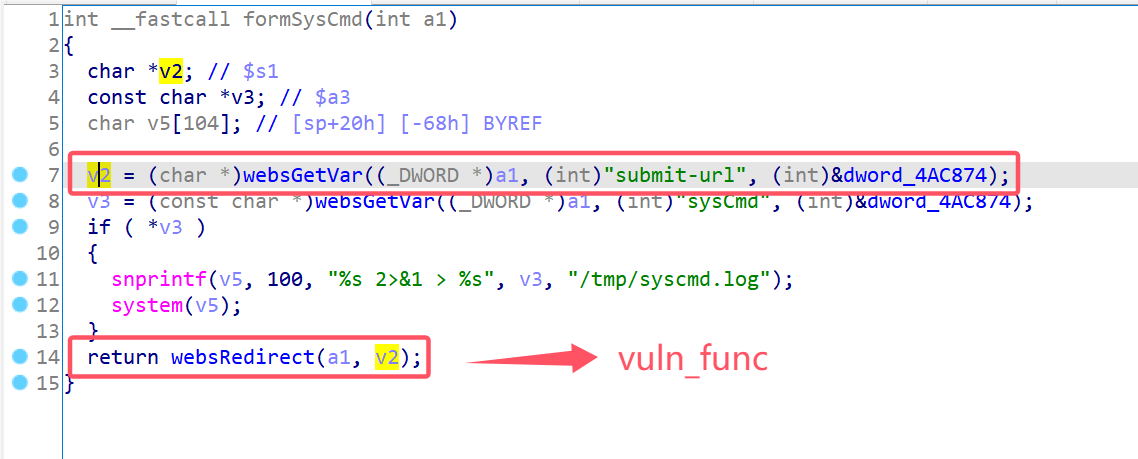 1 int __fastcall formSysCmd(int a1)
2 {
3 char *v2; // $s1
4 const char *v3; // $a3
5 char v5[104]; // [sp+20h] [-68h] BYREF
6
7 v2 = (char *)websGetVar((_DWORD *)a1, (int)"submit-url", (int)&dword_4AC874);
8 v3 = (const char *)websGetVar((_DWORD *)a1, (int)"sysCmd", (int)&dword_4AC874);
9 if ( *v3 )
10 {
11 snprintf(v5, 100, "%s 2>&1 > %s", v3, "/tmp/syscmd.log");
12 system(v5);
13 }
14 return websRedirect(a1, v2); vuln_func
15 }